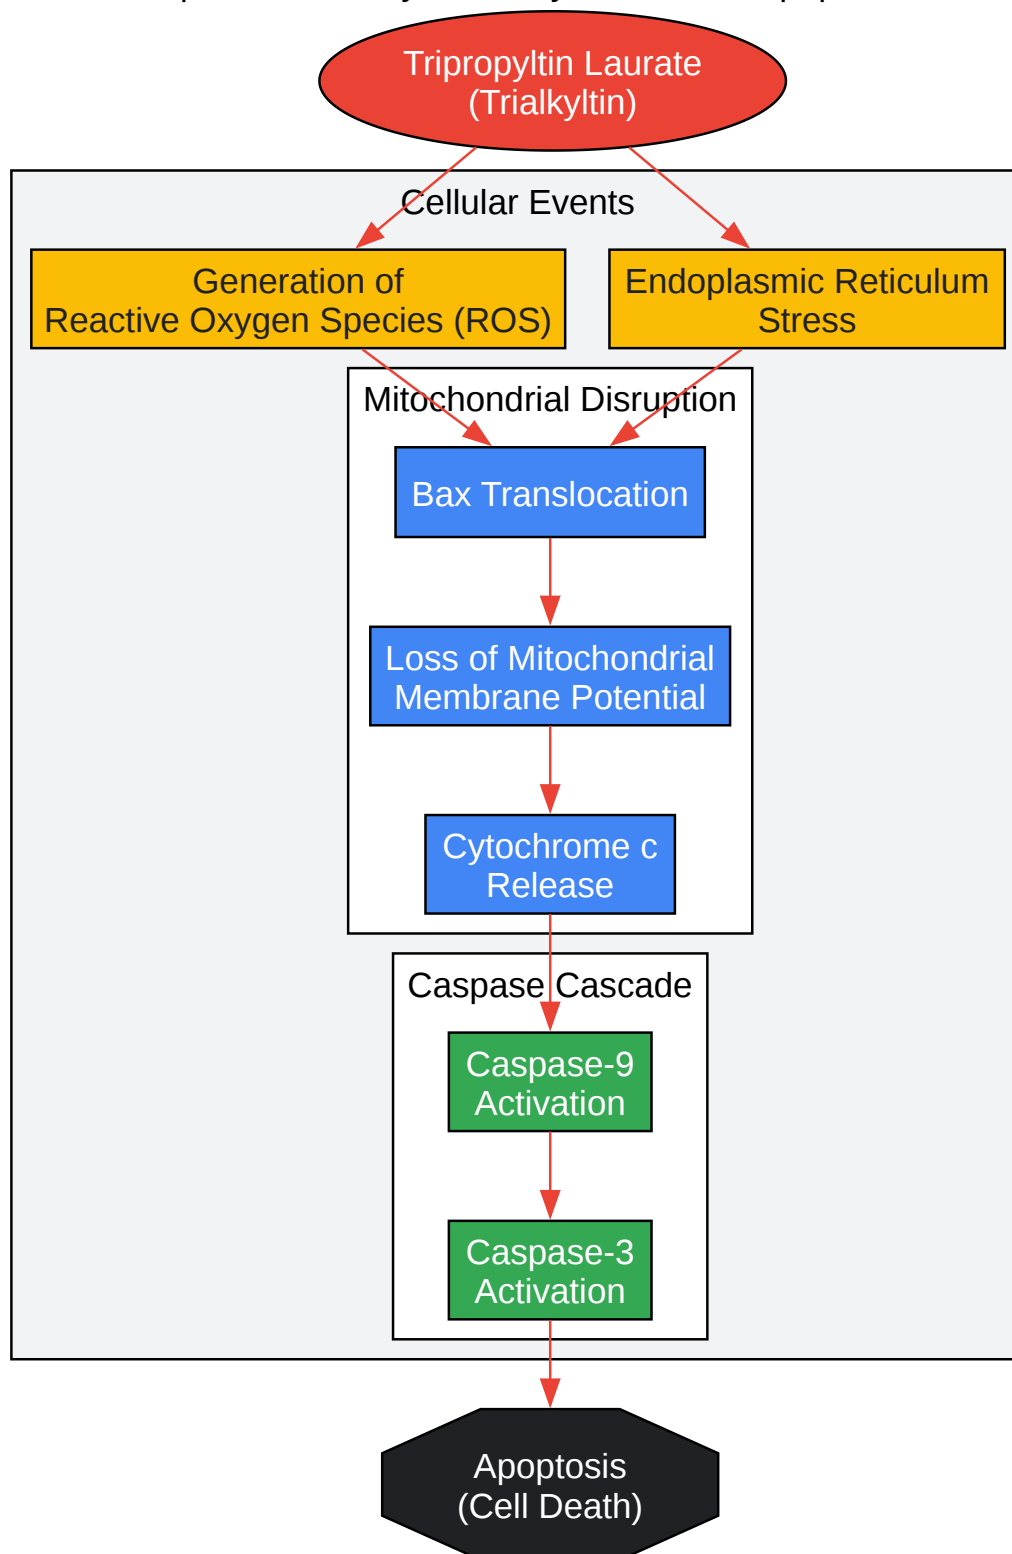 Tripropyltin Laurate
(Trialkyltin)
Cellular Events
Generation of
Reactive Oxygen Species (ROS)
Endoplasmic Reticulum
Stress
Mitochondrial Disruption
Bax Translocation
Loss of Mitochondrial
Membrane Potential
Cytochrome c
Release
Caspase Cascade
Caspase-9
Activation
Caspase-3
Activation
Apoptosis
(Cell Death)